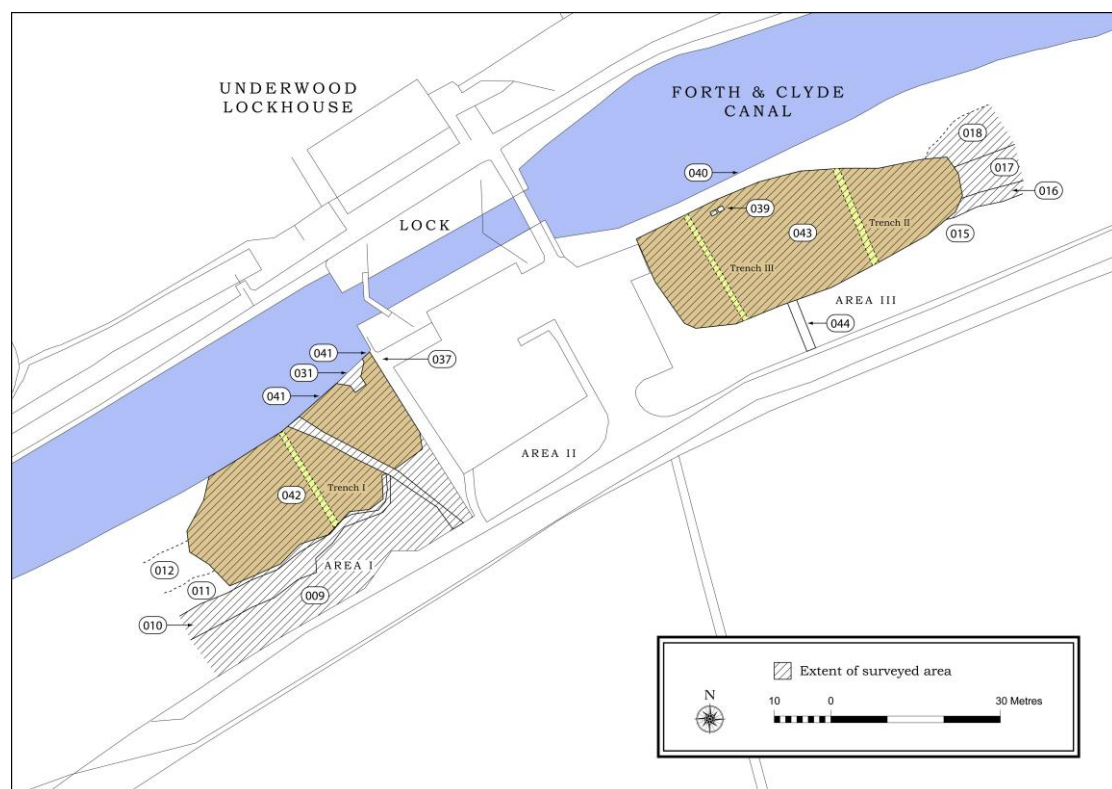 UNDERWOOD
LOCKHOUSE
FORTH & CLYDE
CANAL
018
017
040
016
039
LOCK
Trench II
043
015
Trench III
AREA III
044
041
037
031
041
AREA II
Trench I
042
012
AREA I
011
009
010
Extent of surveyed area
N
10 0 30 Metres